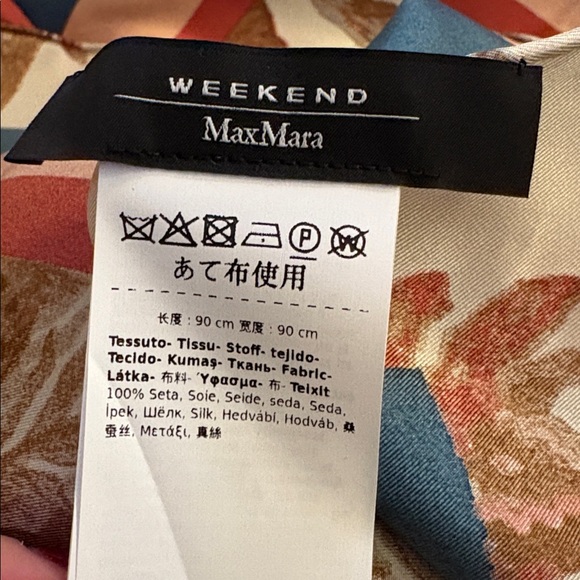 WEEKEND
MaxMara
P W
あて布使用
长度：90 cm 宽度：90 cm
Tessuto- Tissu- Stoff- tejido-
Tecido- Kumaş- Ткань- Fabric-
Látka- 布料- Ύφασμα- 布- Teixit
100% Seta, Soie, Seide, seda, Seda,
İpek, Шёлк, Silk, Hedvábí, Hodváb, 桑
蚕丝, Μετάξι, 真絲